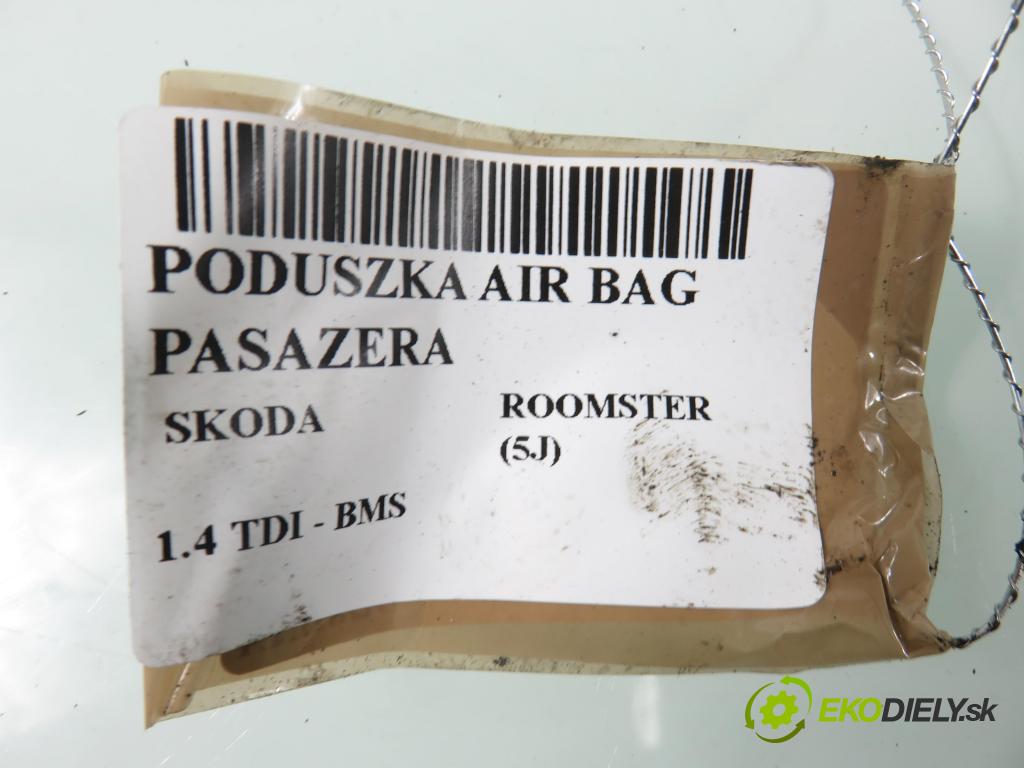 PODUSZKA AIR BAG
PASAZERA
SKODA ROOMSTER
(5J)
1.4 TDI - BMS
EKODIELY.sk